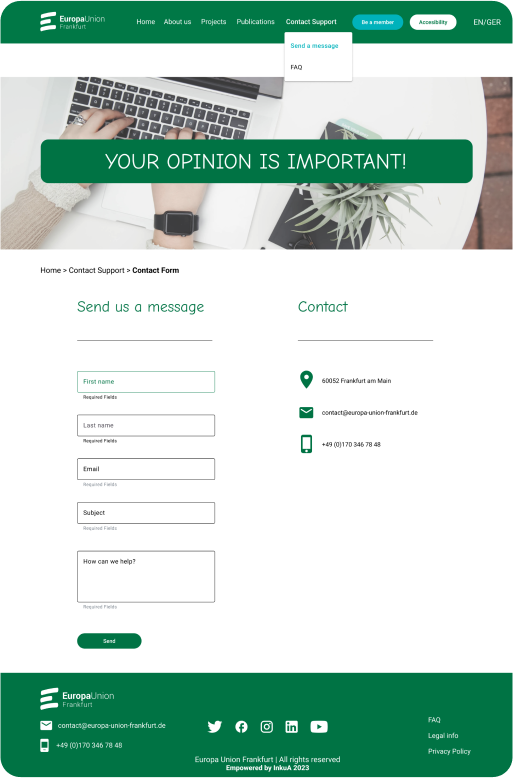 EuropaUnion
Frankfurt
Home About us Projects Publications Contact Support Be a member Accesibility EN/GER
Send a message
FAQ
YOUR OPINION IS IMPORTANT!
Home > Contact Support > Contact Form
Send us a message
First name
Required Fields
Last name
Required Fields
Email
Required Fields
Subject
Required Fields
How can we help?
Required Fields
Send
Contact
60052 Frankfurt am Main
contact@europa-union-frankfurt.de
+49 (0)170 346 78 48
EuropaUnion
Frankfurt
contact@europa-union-frankfurt.de
+49 (0)170 346 78 48
Europa Union Frankfurt | All rights reserved
Empowered by InkuA 2023
FAQ
Legal info
Privacy Policy